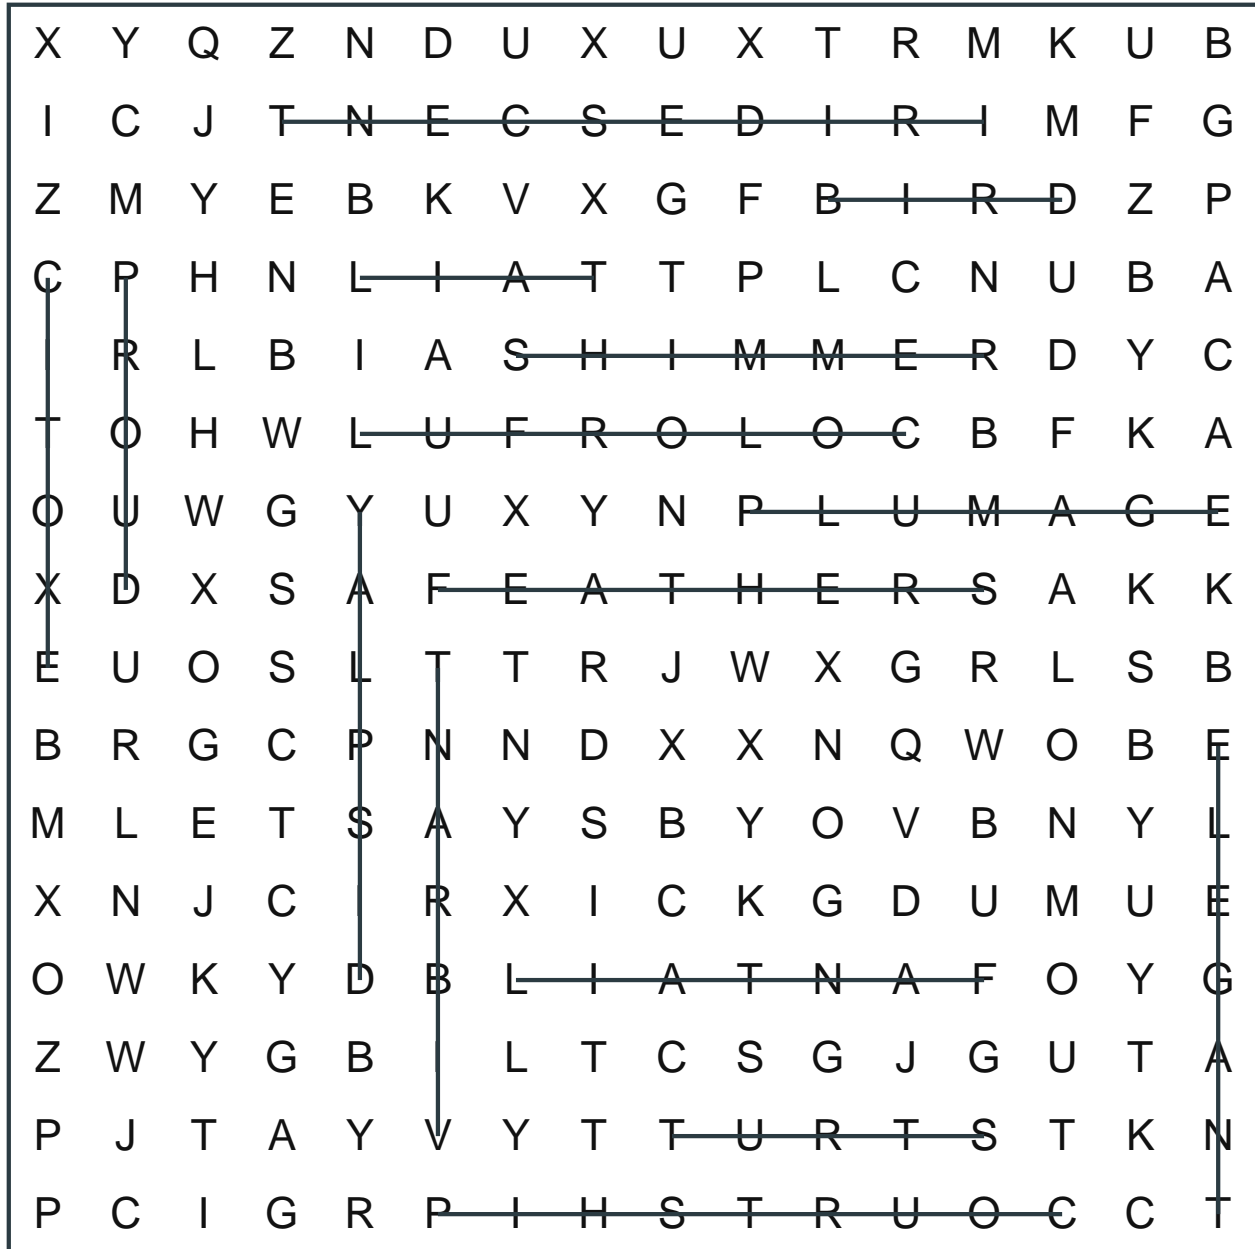 X Y Q Z N D U X U X T R M K U B
I C J T N E C S E D I R I M F G
Z M Y E B K V X G F B I R D Z P
C P H N L I A T T P L C N U B A
I R L B I A S H I M M E R D Y C
T O H W L U F R O L O C B F K A
O U W G Y U X Y N P L U M A G E
X D X S A F E A T H E R S A K K
E U O S L T T R J W X G R L S B
B R G C P N N D X X N Q W O B E
M L E T S A Y S B Y O V B N Y L
X N J C I R X I C K G D U M U E
O W K Y D B L I A T N A F O Y G
Z W Y G B I L T C S G J G U T A
P J T A Y V Y T T U R T S T K N
P C I G R P I H S T R U O C C T